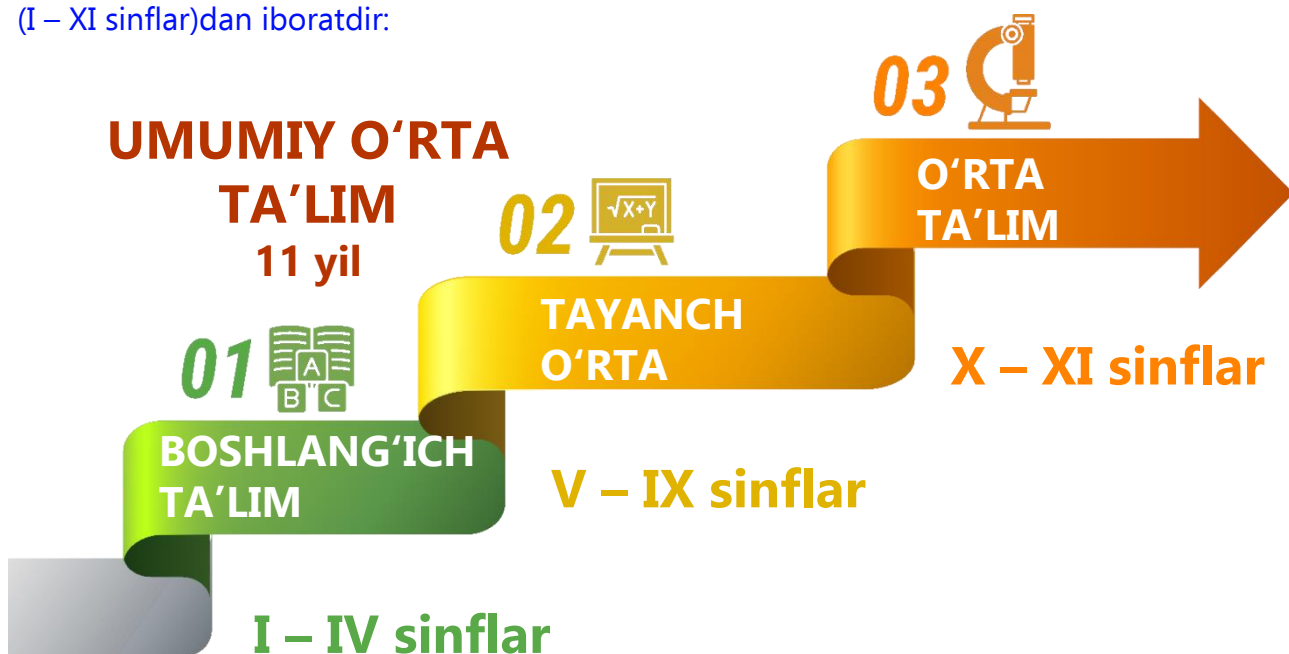 (I – XI sinflar)dan iboratdir:
03
UMUMIY O‘RTA
TA’LIM
11 yil
O‘RTA
TA’LIM
02
√X+Y
TAYANCH
O‘RTA
X – XI sinflar
01
A
B " C
BOSHLANG‘ICH
TA’LIM
V – IX sinflar
I – IV sinflar